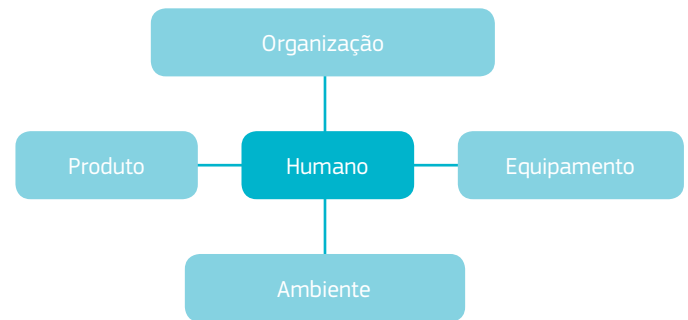 Organização
Produto
Humano
Equipamento
Ambiente